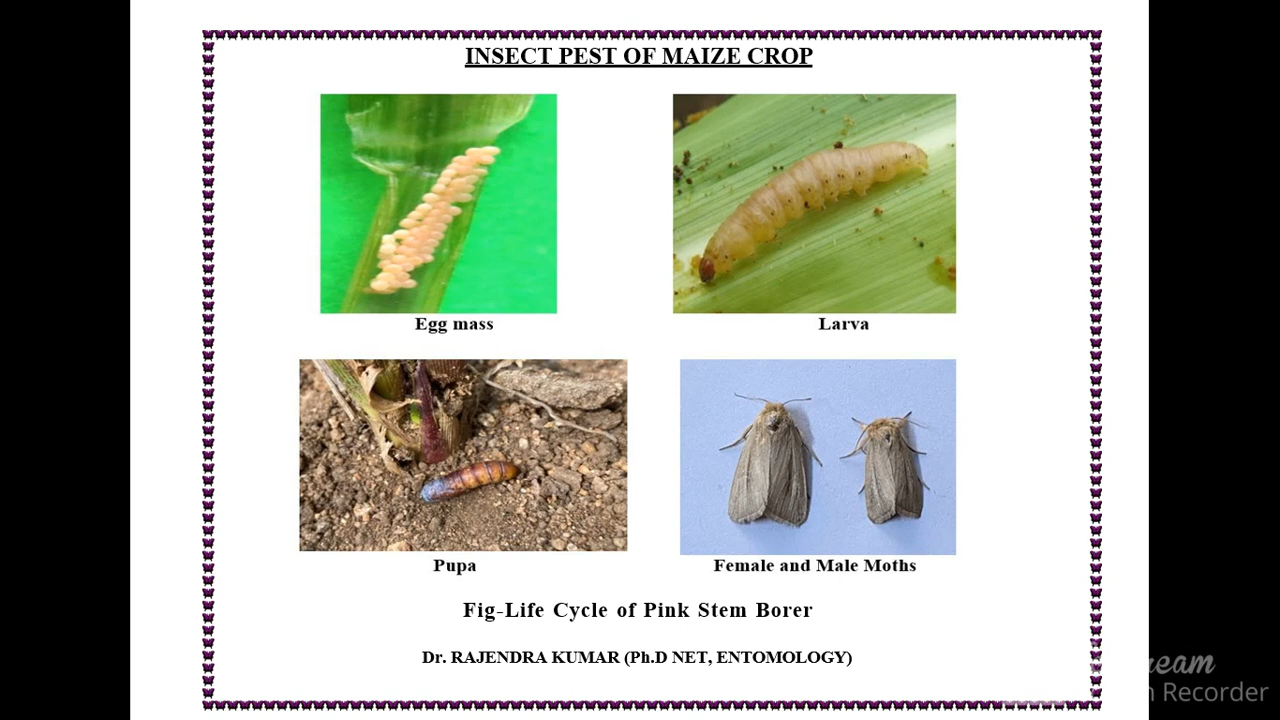 INSECT PEST OF MAIZE CROP
Egg mass
Larva
Pupa
Female and Male Moths
Fig-Life Cycle of Pink Stem Borer
Dr. RAJENDRA KUMAR (Ph.D NET, ENTOMOLOGY)
Recorder